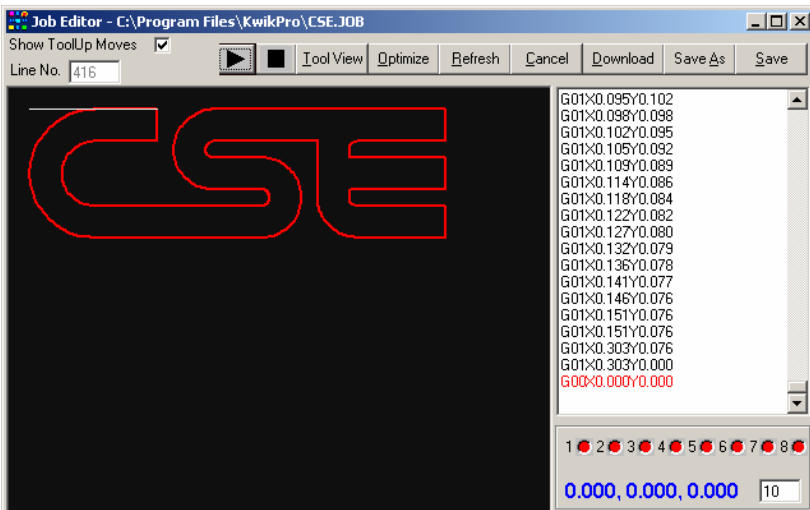 Job Editor - C:\Program Files\KwikPro\CSE.JOB
Show ToolUp Moves
Line No. 416
Tool View Optimize Refresh Cancel Download Save As Save
CSE
G01X0.095Y0.102
G01X0.098Y0.098
G01X0.102Y0.095
G01X0.105Y0.092
G01X0.109Y0.089
G01X0.114Y0.086
G01X0.118Y0.084
G01X0.122Y0.082
G01X0.127Y0.080
G01X0.132Y0.079
G01X0.136Y0.078
G01X0.141Y0.077
G01X0.146Y0.076
G01X0.151Y0.076
G01X0.151Y0.076
G01X0.303Y0.076
G01X0.303Y0.000
G00X0.000Y0.000
1 2 3 4 5 6 7 8
0.000, 0.000, 0.000 10